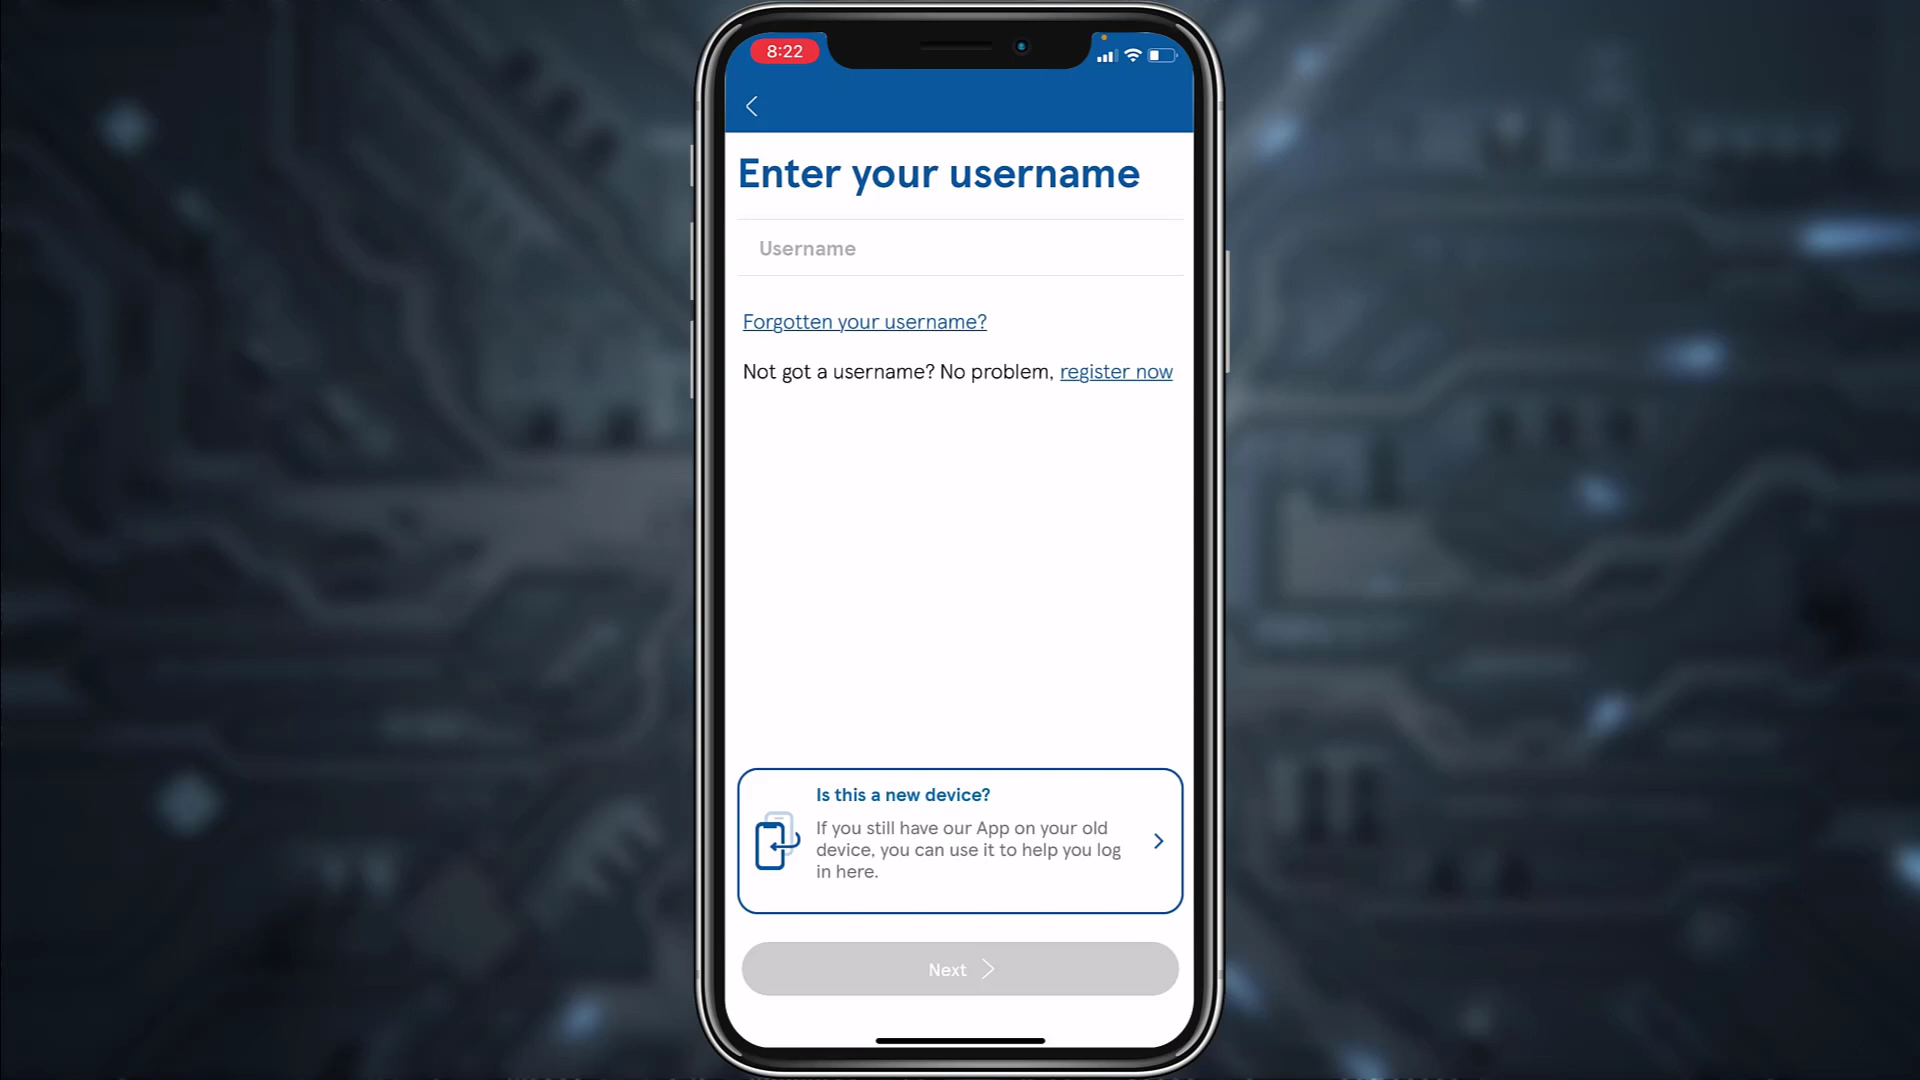 8:22
Enter your username
Username
Forgotten your username?
Not got a username? No problem, register now
Is this a new device?
If you still have our App on your old
device, you can use it to help you log
in here.
Next